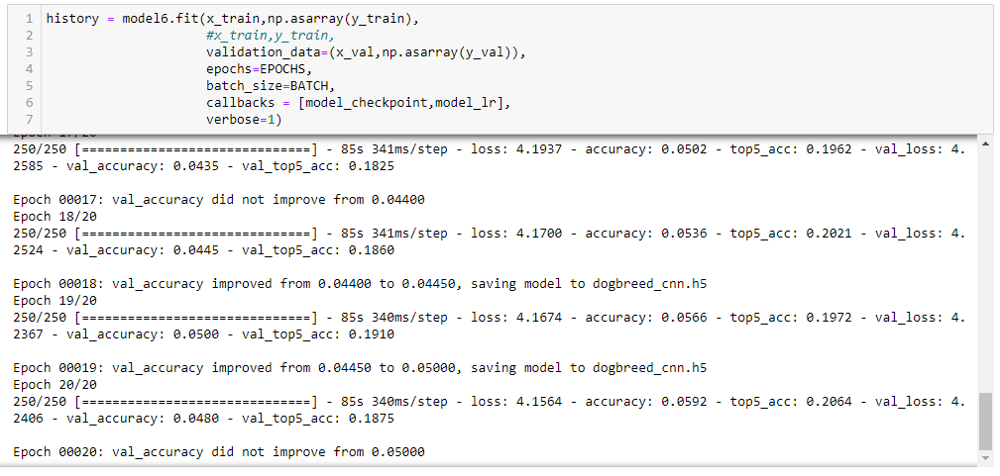 1 history = model6.fit(x_train,np.asarray(y_train),
2 #x_train,y_train,
3 validation_data=(x_val,np.asarray(y_val)),
4 epochs=EPOCHS,
5 batch_size=BATCH,
6 callbacks = [model_checkpoint,model_lr],
7 verbose=1)
Epoch 17/20
250/250 [==============================] - 85s 341ms/step - loss: 4.1937 - accuracy: 0.0502 - top5_acc: 0.1962 - val_loss: 4.
2585 - val_accuracy: 0.0435 - val_top5_acc: 0.1825
Epoch 00017: val_accuracy did not improve from 0.04400
Epoch 18/20
250/250 [==============================] - 85s 341ms/step - loss: 4.1700 - accuracy: 0.0536 - top5_acc: 0.2021 - val_loss: 4.
2524 - val_accuracy: 0.0445 - val_top5_acc: 0.1860
Epoch 00018: val_accuracy improved from 0.04400 to 0.04450, saving model to dogbreed_cnn.h5
Epoch 19/20
250/250 [==============================] - 85s 340ms/step - loss: 4.1674 - accuracy: 0.0566 - top5_acc: 0.1972 - val_loss: 4.
2367 - val_accuracy: 0.0500 - val_top5_acc: 0.1910
Epoch 00019: val_accuracy improved from 0.04450 to 0.05000, saving model to dogbreed_cnn.h5
Epoch 20/20
250/250 [==============================] - 85s 340ms/step - loss: 4.1564 - accuracy: 0.0592 - top5_acc: 0.2064 - val_loss: 4.
2406 - val_accuracy: 0.0480 - val_top5_acc: 0.1875
Epoch 00020: val_accuracy did not improve from 0.05000